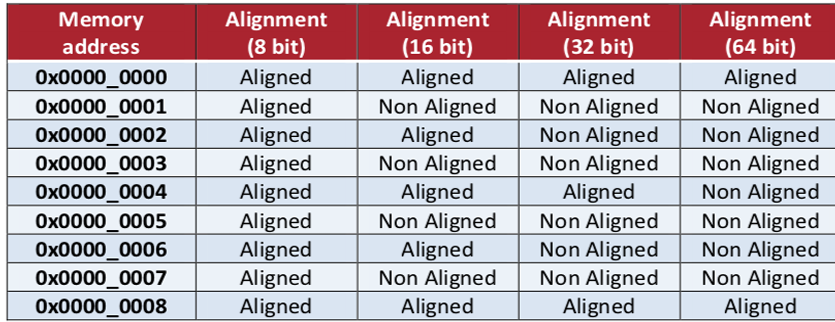 Memory address Alignment (8 bit) Alignment (16 bit) Alignment (32 bit) Alignment (64 bit)
0x0000_0000 Aligned Aligned Aligned Aligned
0x0000_0001 Aligned Non Aligned Non Aligned Non Aligned
0x0000_0002 Aligned Aligned Non Aligned Non Aligned
0x0000_0003 Aligned Non Aligned Non Aligned Non Aligned
0x0000_0004 Aligned Aligned Aligned Non Aligned
0x0000_0005 Aligned Non Aligned Non Aligned Non Aligned
0x0000_0006 Aligned Aligned Non Aligned Non Aligned
0x0000_0007 Aligned Non Aligned Non Aligned Non Aligned
0x0000_0008 Aligned Aligned Aligned Aligned